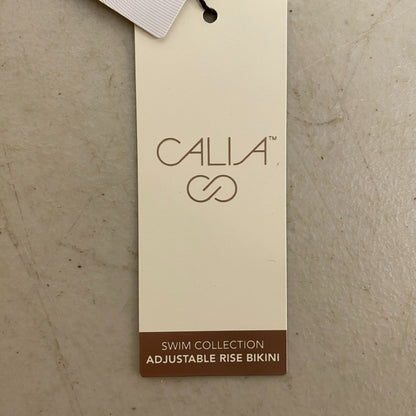 CALIA™
SWIM COLLECTION
ADJUSTABLE RISE BIKINI